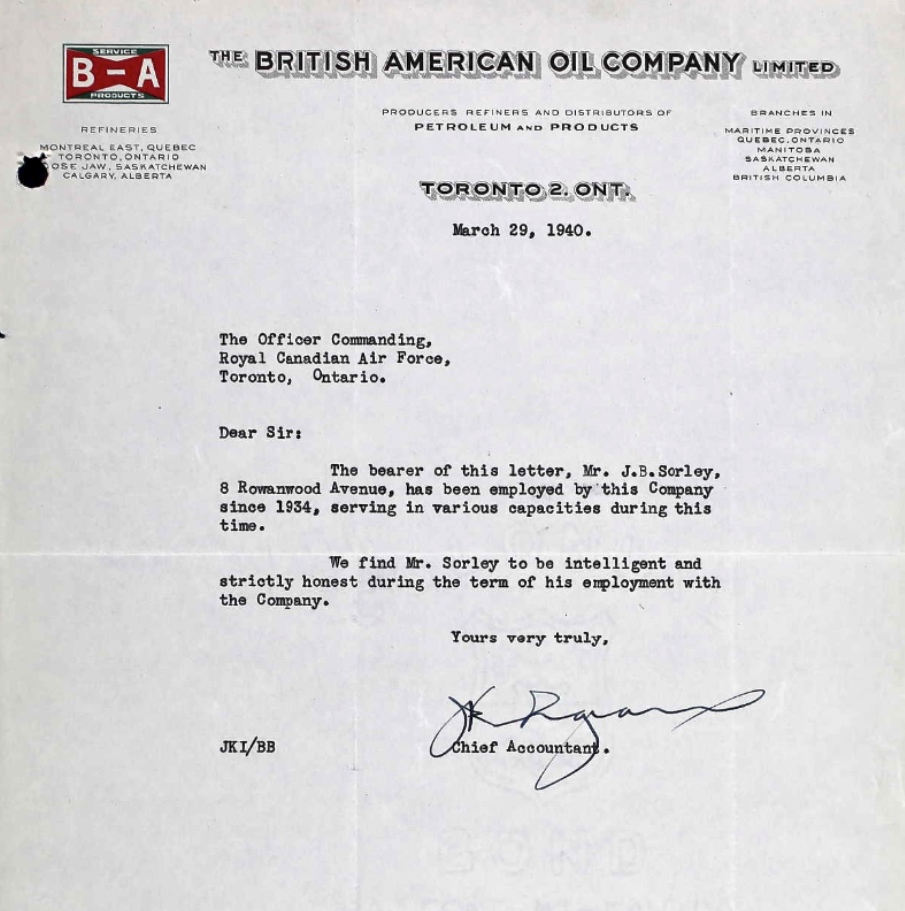 SERVICE
B-A
PRODUCTS
THE BRITISH AMERICAN OIL COMPANY LIMITED
PRODUCERS REFINERS AND DISTRIBUTORS OF
PETROLEUM AND PRODUCTS
REFINERIES
MONTREAL EAST, QUEBEC
TORONTO, ONTARIO
OSE JAW, SASKATCHEWAN
CALGARY, ALBERTA
BRANCHES IN
MARITIME PROVINCES
QUEBEC, ONTARIO
MANITOBA
SASKATCHEWAN
ALBERTA
BRITISH COLUMBIA
TORONTO 2. ONT.
March 29, 1940.
The Officer Commanding,
Royal Canadian Air Force,
Toronto, Ontario.
Dear Sir:
The bearer of this letter, Mr. J.B.Sorley,
8 Rowanwood Avenue, has been employed by this Company
since 1934, serving in various capacities during this
time.
We find Mr. Sorley to be intelligent and
strictly honest during the term of his employment with
the Company.
Yours very truly,
JKI/BB
Chief Accountant.